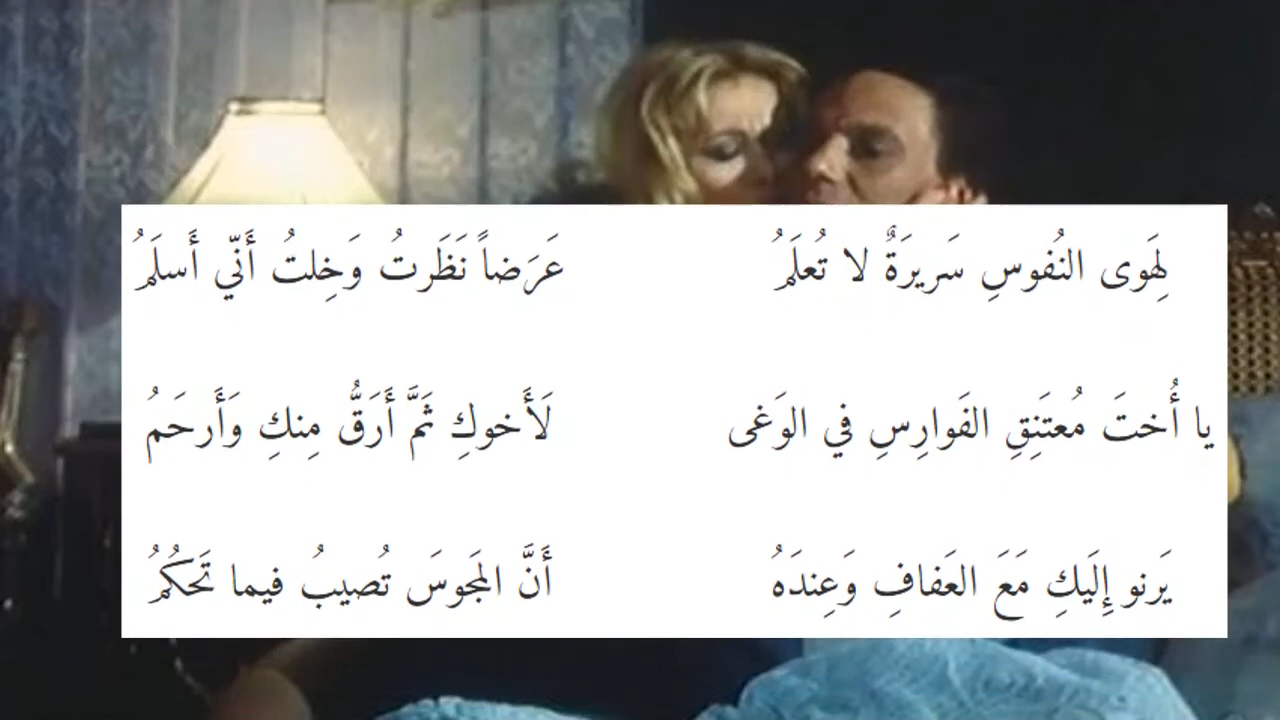 لِهَوى النُفوسِ سَريرَةٌ لا تُعلَمُ عَرَضاً نَظَرتُ وَخِلتُ أَنّي أَسلَمُ
يا أُختَ مُعتَنِقِ الفَوارِسِ في الوَغى لَأَخوكِ ثَمَّ أَرَقُّ مِنكِ وَأَرحَمُ
يَرنو إِلَيكِ مَعَ العَفافِ وَعِندَهُ أَنَّ المَجوسَ تُصيبُ فيما تَحكُمُ